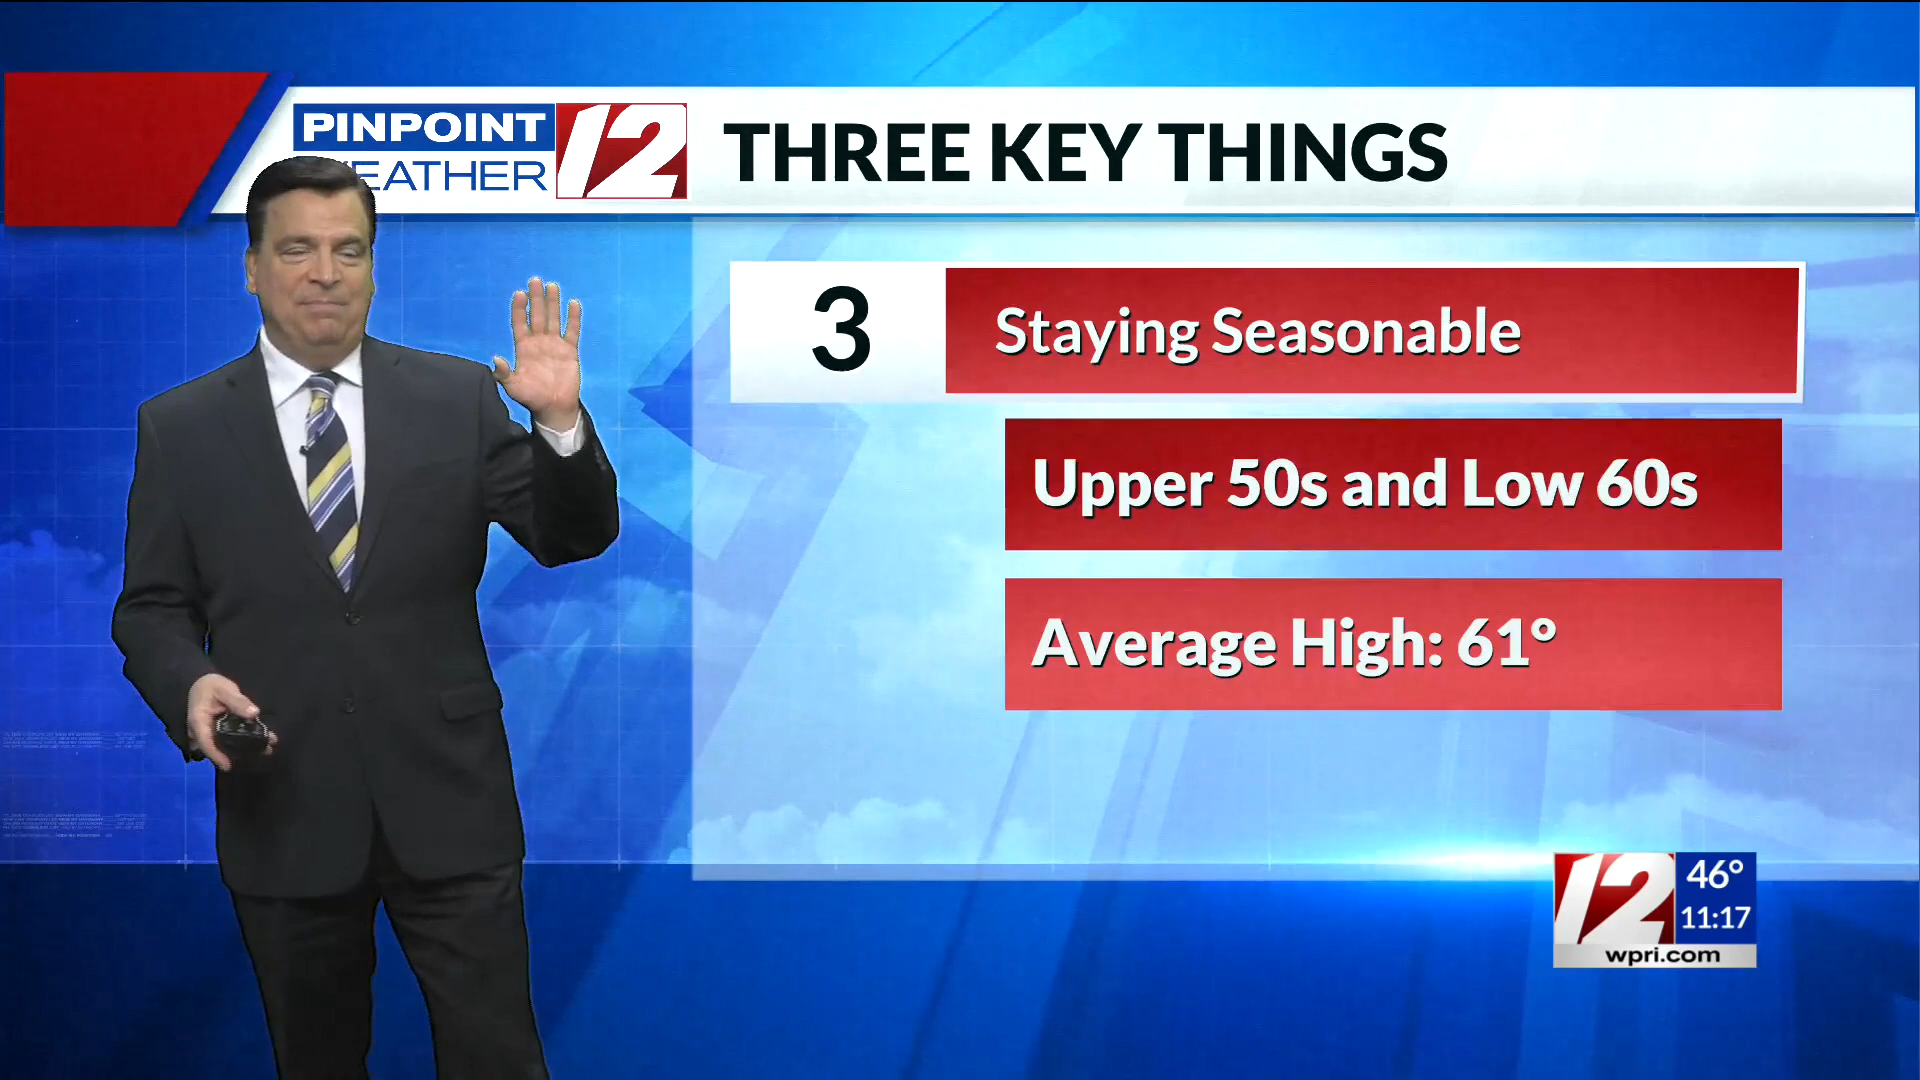 PINPOINT
EATHER 12
THREE KEY THINGS
3 Staying Seasonable
Upper 50s and Low 60s
Average High: 61°
12 46°
11:17
wpri.com